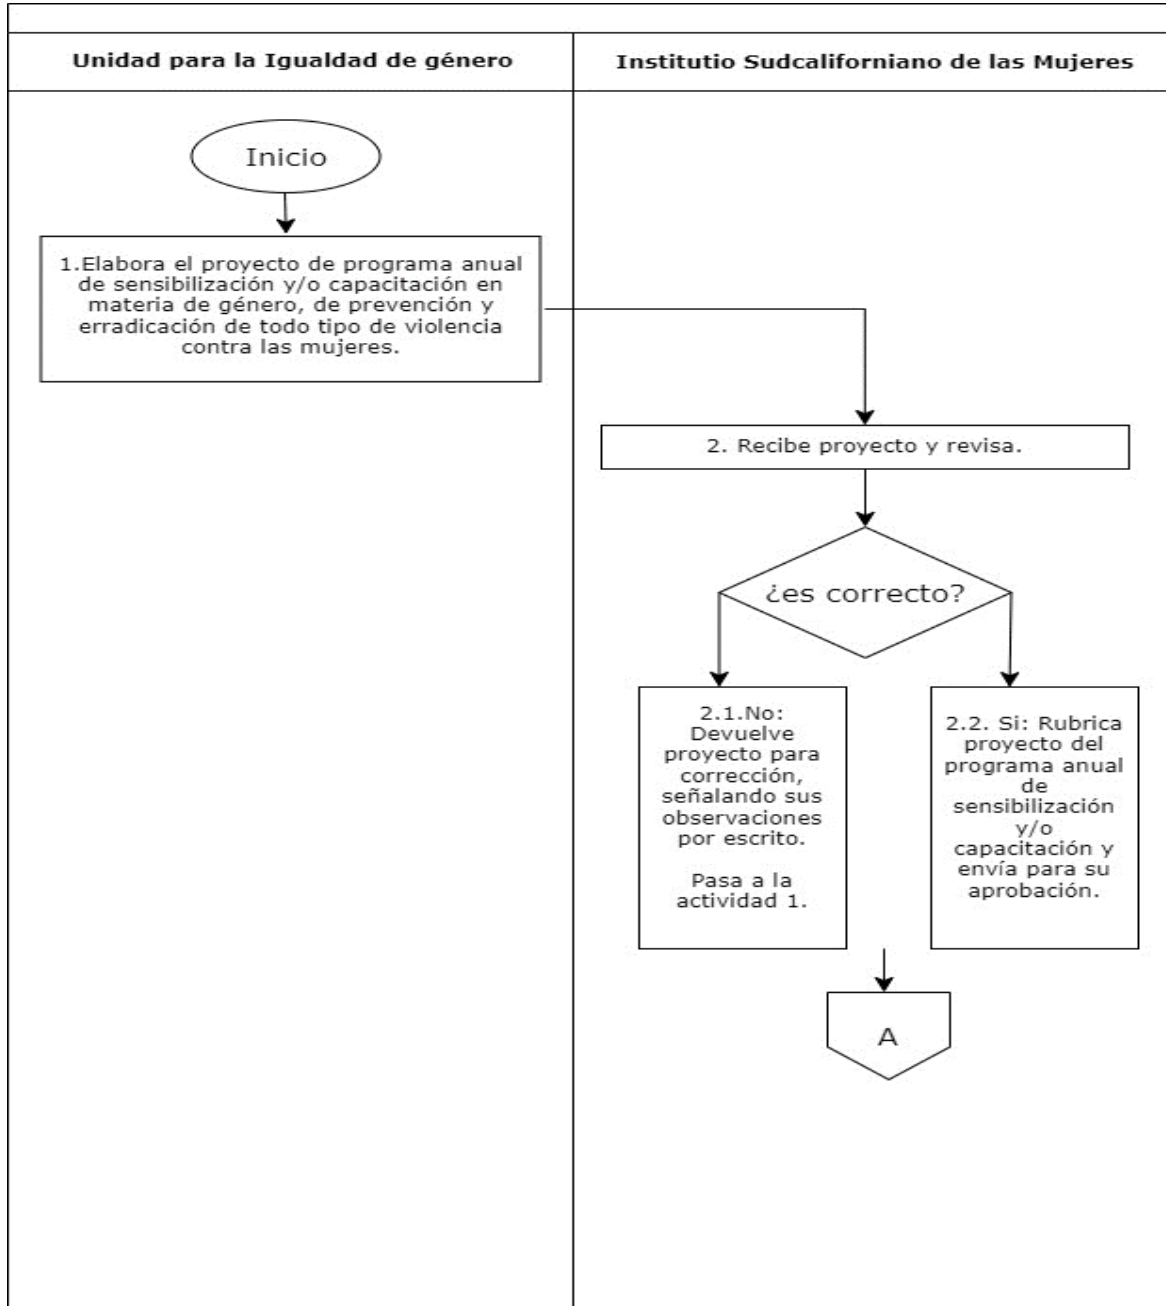 Unidad para la Igualdad de género
Institutio Sudcaliforniano de las Mujeres
Inicio
1.Elabora el proyecto de programa anual
de sensibilización y/o capacitación en
materia de género, de prevención y
erradicación de todo tipo de violencia
contra las mujeres.
2. Recibe proyecto y revisa.
¿es correcto?
2.1.No:
Devuelve
proyecto para
corrección,
señalando sus
observaciones
por escrito.
Pasa a la
actividad 1.
2.2. Si: Rubrica
proyecto del
programa anual
de
sensibilización
y/o
capacitación y
envía para su
aprobación.
A